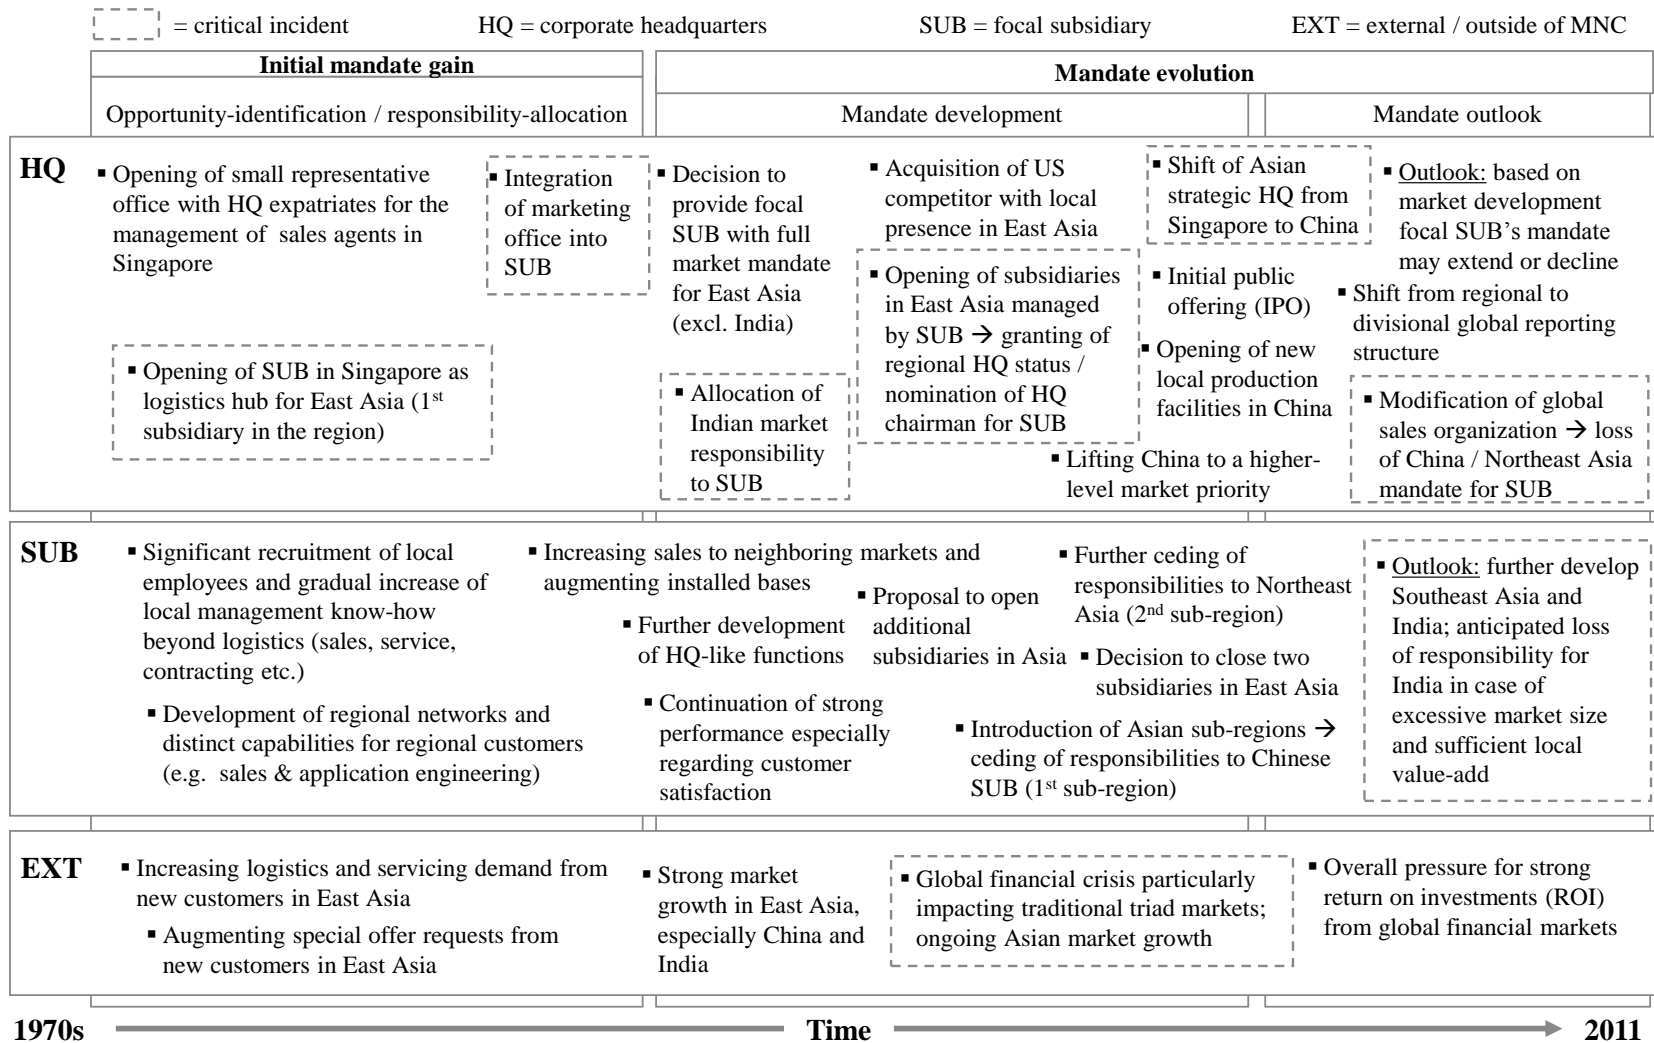 = critical incident
HQ = corporate headquarters
SUB = focal subsidiary
EXT = external / outside of MNC
Initial mandate gain
Mandate evolution
Opportunity-identification / responsibility-allocation
Mandate development
Mandate outlook
HQ
▪ Opening of small representative
office with HQ expatriates for the
management of sales agents in
Singapore
▪ Integration
of marketing
office into
SUB
▪ Opening of SUB in Singapore as
logistics hub for East Asia (1st
subsidiary in the region)
▪ Decision to
provide focal
SUB with full
market mandate
for East Asia
(excl. India)
▪ Allocation of
Indian market
responsibility
to SUB
▪ Acquisition of US
competitor with local
presence in East Asia
▪ Opening of subsidiaries
in East Asia managed
by SUB → granting of
regional HQ status /
nomination of HQ
chairman for SUB
▪ Shift of Asian
strategic HQ from
Singapore to China
▪ Initial public
offering (IPO)
▪ Opening of new
local production
facilities in China
▪ Lifting China to a higher-
level market priority
▪ Outlook: based on
market development
focal SUB’s mandate
may extend or decline
▪ Shift from regional to
divisional global reporting
structure
▪ Modification of global
sales organization → loss
of China / Northeast Asia
mandate for SUB
SUB
▪ Significant recruitment of local
employees and gradual increase of
local management know-how
beyond logistics (sales, service,
contracting etc.)
▪ Development of regional networks and
distinct capabilities for regional customers
(e.g. sales & application engineering)
▪ Increasing sales to neighboring markets and
augmenting installed bases
▪ Further development
of HQ-like functions
▪ Continuation of strong
performance especially
regarding customer
satisfaction
▪ Proposal to open
additional
subsidiaries in Asia
▪ Further ceding of
responsibilities to Northeast
Asia (2nd sub-region)
▪ Decision to close two
subsidiaries in East Asia
▪ Introduction of Asian sub-regions →
ceding of responsibilities to Chinese
SUB (1st sub-region)
▪ Outlook: further develop
Southeast Asia and
India; anticipated loss
of responsibility for
India in case of
excessive market size
and sufficient local
value-add
EXT
▪ Increasing logistics and servicing demand from
new customers in East Asia
▪ Augmenting special offer requests from
new customers in East Asia
▪ Strong market
growth in East Asia,
especially China and
India
▪ Global financial crisis particularly
impacting traditional triad markets;
ongoing Asian market growth
▪ Overall pressure for strong
return on investments (ROI)
from global financial markets
1970s
Time
2011